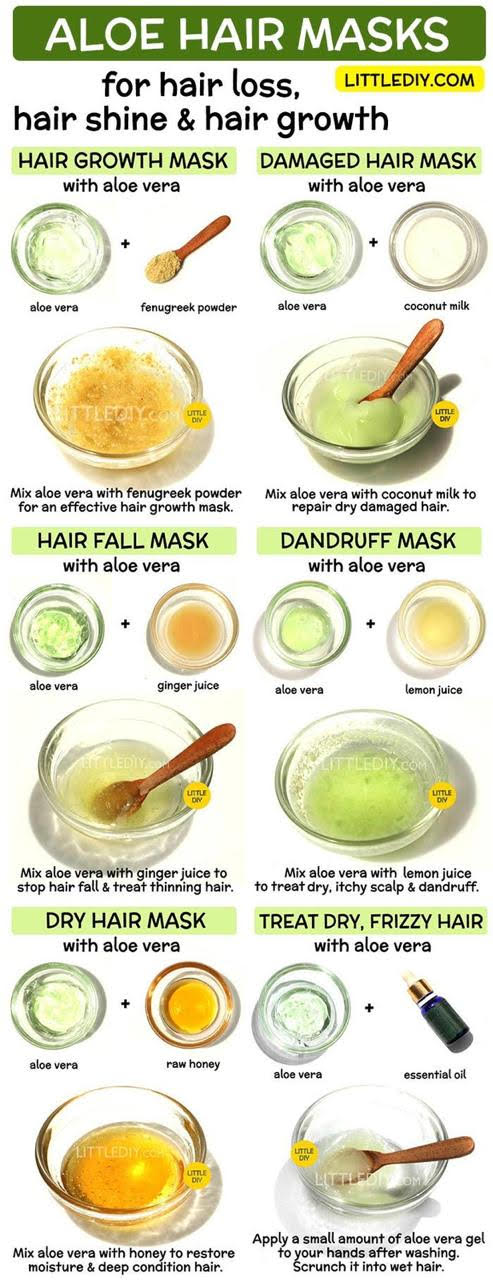 ALOE HAIR MASKS
for hair loss,
LITTLEDIY.COM
hair shine & hair growth
HAIR GROWTH MASK
with aloe vera
+
aloe vera
fenugreek powder
LITTLEDIY.COM
LITTLE
DIY
Mix aloe vera with fenugreek powder
for an effective hair growth mask.
DAMAGED HAIR MASK
with aloe vera
+
aloe vera
coconut milk
LITTLEDIY.COM
LITTLE
DIY
Mix aloe vera with coconut milk to
repair dry damaged hair.
HAIR FALL MASK
with aloe vera
+
aloe vera
ginger juice
LITTLEDIY.COM
LITTLE
DIY
Mix aloe vera with ginger juice to
stop hair fall & treat thinning hair.
DANDRUFF MASK
with aloe vera
+
aloe vera
lemon juice
LITTLEDIY.COM
LITTLE
DIY
Mix aloe vera with lemon juice
to treat dry, itchy scalp & dandruff.
DRY HAIR MASK
with aloe vera
+
aloe vera
raw honey
LITTLEDIY.COM
LITTLE
DIY
Mix aloe vera with honey to restore
moisture & deep condition hair.
TREAT DRY, FRIZZY HAIR
with aloe vera
+
aloe vera
essential oil
LITTLE
DIY
LITTLEDIY.COM
Apply a small amount of aloe vera gel
to your hands after washing.
Scrunch it into wet hair.